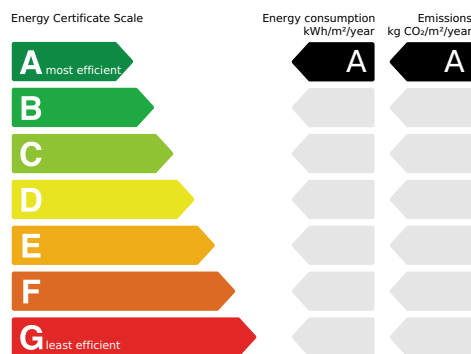 Energy Certificate Scale
Energy consumption
kWh/m²/year
Emissions
kg CO₂/m²/year
A most efficient
A
A
B
C
D
E
F
G least efficient